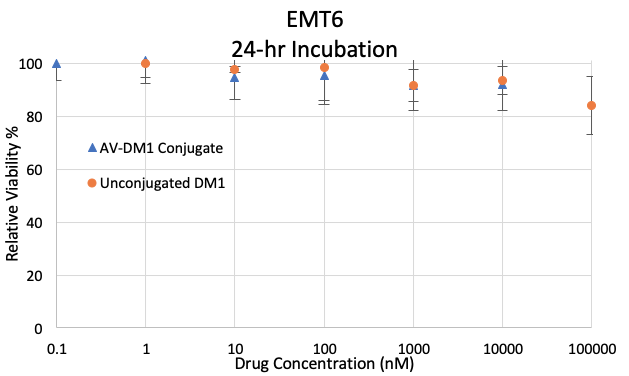 EMT6
24-hr Incubation
Relative Viability %
100
80
60
40
20
0
AV-DM1 Conjugate
Unconjugated DM1
0.1 1 10 100 1000 10000 100000
Drug Concentration (nM)